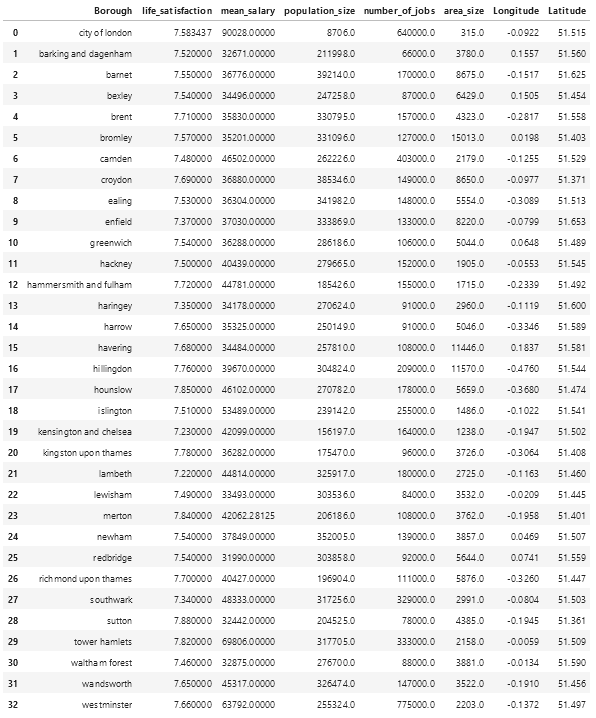 Borough life_satisfaction mean_salary population_size number_of_jobs area_size Longitude Latitude
0 city of london 7.583437 90028.00000 8706.0 640000.0 315.0 -0.0922 51.515
1 barking and dagenham 7.520000 32671.00000 211998.0 66000.0 3780.0 0.1557 51.560
2 barnet 7.550000 36776.00000 392140.0 170000.0 8675.0 -0.1517 51.625
3 bexley 7.540000 34496.00000 247258.0 87000.0 6429.0 0.1505 51.454
4 brent 7.710000 35830.00000 330795.0 157000.0 4323.0 -0.2817 51.558
5 bromley 7.570000 35201.00000 331096.0 127000.0 15013.0 0.0198 51.403
6 camden 7.480000 46502.00000 262226.0 403000.0 2179.0 -0.1255 51.529
7 croydon 7.690000 36880.00000 385346.0 149000.0 8650.0 -0.0977 51.371
8 ealing 7.530000 36304.00000 341982.0 148000.0 5554.0 -0.3089 51.513
9 enfield 7.370000 37030.00000 333869.0 133000.0 8220.0 -0.0799 51.653
10 greenwich 7.540000 36288.00000 286186.0 106000.0 5044.0 0.0648 51.489
11 hackney 7.500000 40439.00000 279665.0 152000.0 1905.0 -0.0553 51.545
12 hammersmith and fulham 7.720000 44781.00000 185426.0 155000.0 1715.0 -0.2339 51.492
13 haringey 7.350000 34178.00000 270624.0 91000.0 2960.0 -0.1119 51.600
14 harrow 7.650000 35325.00000 250149.0 91000.0 5046.0 -0.3346 51.589
15 havering 7.680000 34484.00000 257810.0 108000.0 11446.0 0.1837 51.581
16 hillingdon 7.760000 39670.00000 304824.0 209000.0 11570.0 -0.4760 51.544
17 hounslow 7.850000 46102.00000 270782.0 178000.0 5659.0 -0.3680 51.474
18 islington 7.510000 53489.00000 239142.0 255000.0 1486.0 -0.1022 51.541
19 kensington and chelsea 7.230000 42099.00000 156197.0 164000.0 1238.0 -0.1947 51.502
20 kingston upon thames 7.780000 36282.00000 175470.0 96000.0 3726.0 -0.3064 51.408
21 lambeth 7.220000 44814.00000 325917.0 180000.0 2725.0 -0.1163 51.460
22 lewisham 7.490000 33493.00000 303536.0 84000.0 3532.0 -0.0209 51.445
23 merton 7.840000 42062.28125 206186.0 108000.0 3762.0 -0.1958 51.401
24 newham 7.540000 37849.00000 352005.0 139000.0 3857.0 0.0469 51.507
25 redbridge 7.540000 31990.00000 303858.0 92000.0 5644.0 0.0741 51.559
26 richmond upon thames 7.700000 40427.00000 196904.0 111000.0 5876.0 -0.3260 51.447
27 southwark 7.340000 48333.00000 317256.0 329000.0 2991.0 -0.0804 51.503
28 sutton 7.880000 32442.00000 204525.0 78000.0 4385.0 -0.1945 51.361
29 tower hamlets 7.820000 69806.00000 317705.0 333000.0 2158.0 -0.0059 51.509
30 waltham forest 7.460000 32875.00000 276700.0 88000.0 3881.0 -0.0134 51.590
31 wandsworth 7.650000 45317.00000 326474.0 147000.0 3522.0 -0.1910 51.456
32 westminster 7.660000 63792.00000 255324.0 775000.0 2203.0 -0.1372 51.497